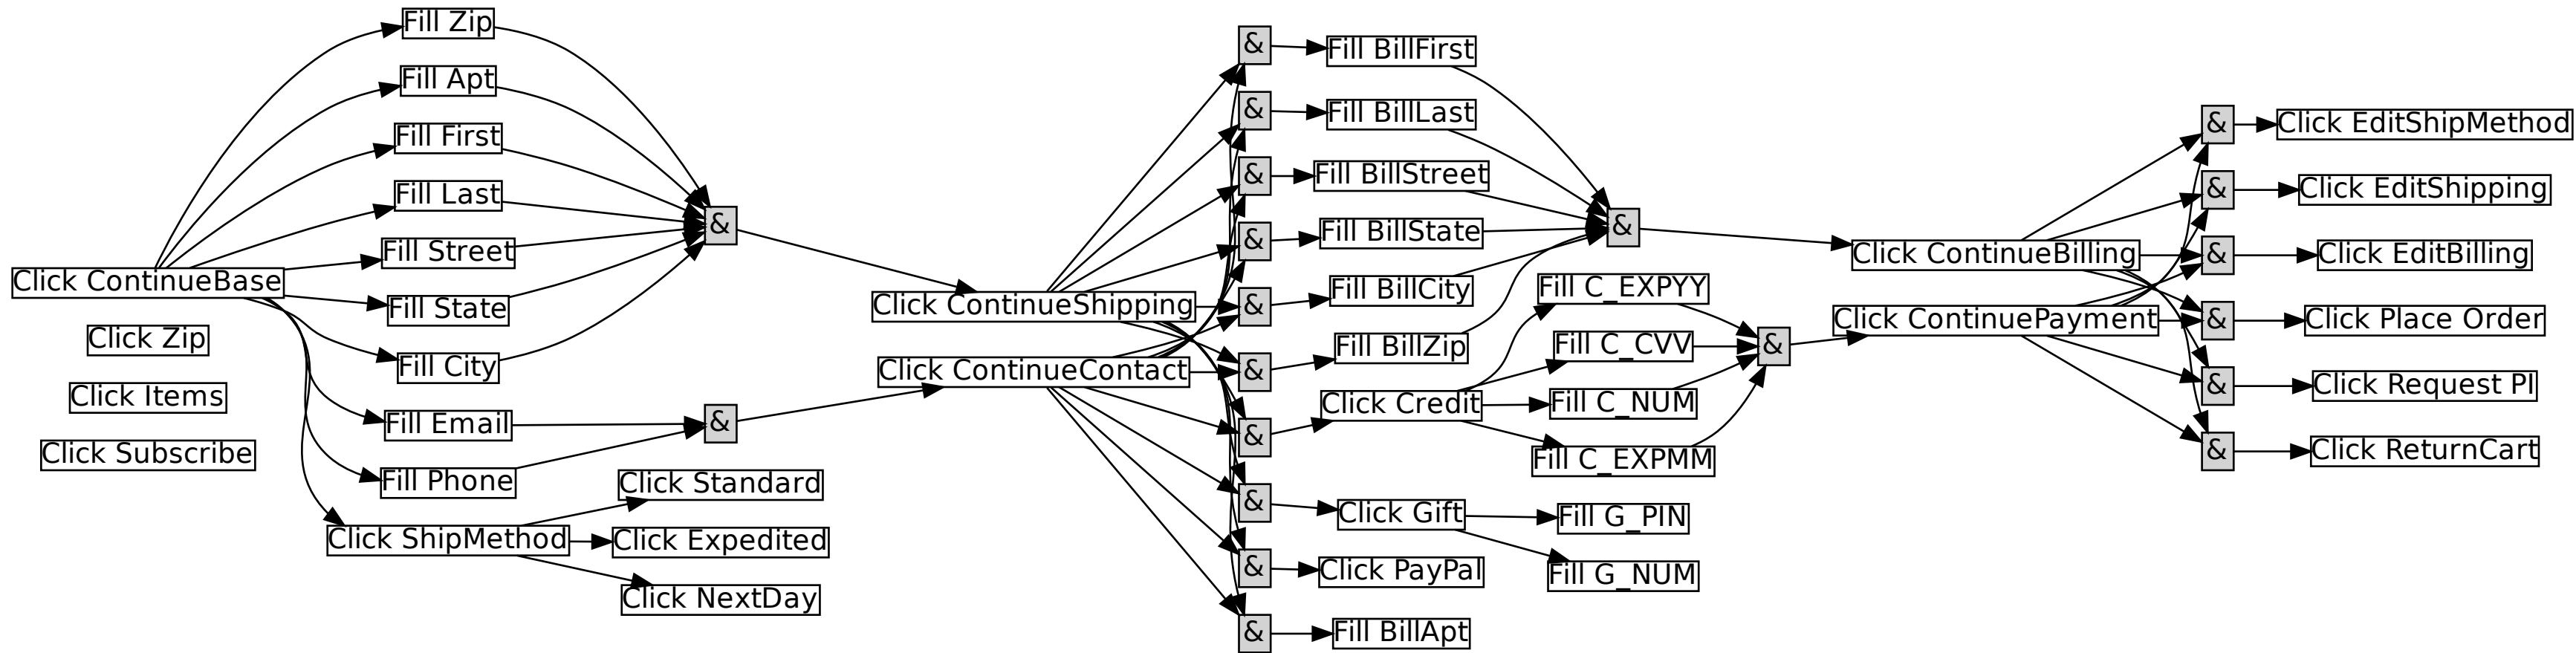 Click ContinueBase
Click Zip
Click Items
Click Subscribe
Fill Zip
Fill Apt
Fill First
Fill Last
Fill Street
Fill State
Fill City
Fill Email
Fill Phone
Click ShipMethod
&
&
Click Standard
Click Expedited
Click NextDay
Click ContinueShipping
Click ContinueContact
&
&
&
&
&
&
&
&
&
&
Fill BillFirst
Fill BillLast
Fill BillStreet
Fill BillState
Fill BillCity
Fill BillZip
Click Credit
Click Gift
Click PayPal
Fill BillApt
Fill C_EXPYY
Fill C_CVV
Fill C_NUM
Fill C_EXPMM
Fill G_PIN
Fill G_NUM
&
&
Click ContinueBilling
Click ContinuePayment
&
&
&
&
&
&
Click EditShipMethod
Click EditShipping
Click EditBilling
Click Place Order
Click Request PI
Click ReturnCart